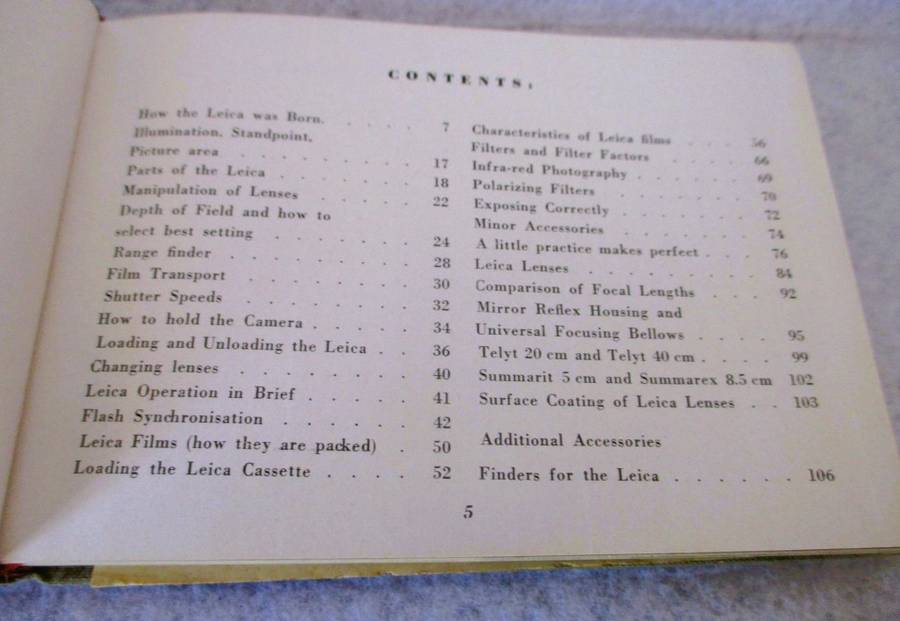 CONTENTS:
How the Leica was Born. . . . . 7
Illumination, Standpoint,
Picture area . . . . . . . 17
Parts of the Leica . . . . . . 18
Manipulation of Lenses . . . . . 22
Depth of Field and how to
select best setting . . . . . . 24
Range finder . . . . . . . . 28
Film Transport . . . . . . . 30
Shutter Speeds . . . . . . . 32
How to hold the Camera . . . . . 34
Loading and Unloading the Leica . . 36
Changing lenses . . . . . . . 40
Leica Operation in Brief . . . . . 41
Flash Synchronisation . . . . . 42
Leica Films (how they are packed) . 50
Loading the Leica Cassette . . . . 52
Characteristics of Leica films . . . 56
Filters and Filter Factors . . . . 66
Infra-red Photography . . . . . 69
Polarizing Filters . . . . . . 70
Exposing Correctly . . . . . . 72
Minor Accessories . . . . . . 74
A little practice makes perfect . . . 76
Leica Lenses . . . . . . . 84
Comparison of Focal Lengths . . . 92
Mirror Reflex Housing and
Universal Focusing Bellows . . . . 95
Telyt 20 cm and Telyt 40 cm . . . . 99
Summarit 5 cm and Summarex 8.5 cm 102
Surface Coating of Leica Lenses . . 103
Additional Accessories
Finders for the Leica . . . . . . 106
5